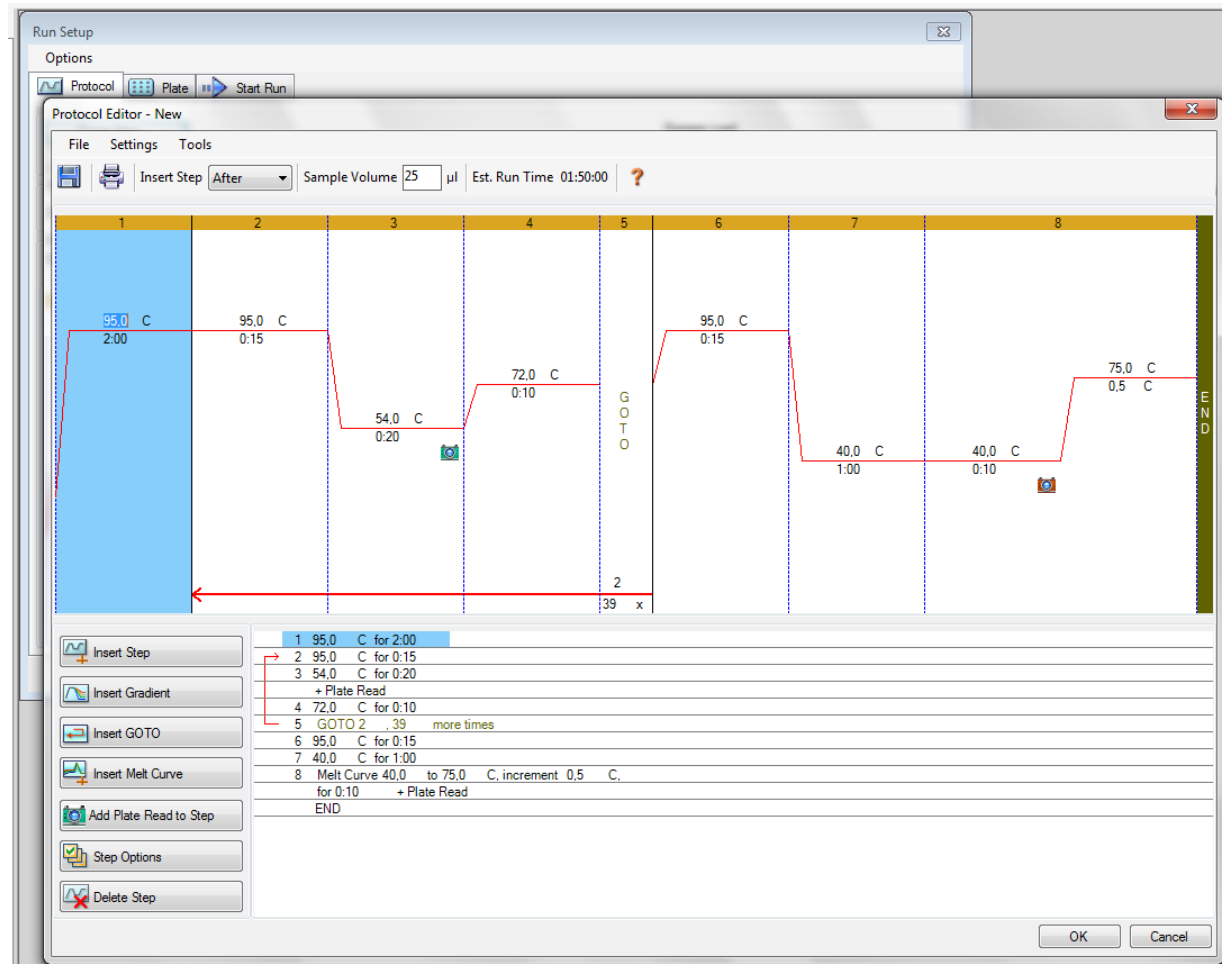 Run Setup
Options
Protocol Plate Start Run
Protocol Editor - New
File Settings Tools
Insert Step After Sample Volume 25 µl Est. Run Time 01:50:00 ?
1 2 3 4 5 6 7 8
95,0 C 95,0 C 95,0 C
2:00 0:15 0:15
72,0 C 75,0 C
0:10 0,5 C
54,0 C
0:20
GOTO
END
40,0 C 40,0 C
1:00 0:10
2
39 x
Insert Step
Insert Gradient
Insert GOTO
Insert Melt Curve
Add Plate Read to Step
Step Options
Delete Step
1 95,0 C for 2:00
2 95,0 C for 0:15
3 54,0 C for 0:20
+ Plate Read
4 72,0 C for 0:10
5 GOTO 2 , 39 more times
6 95,0 C for 0:15
7 40,0 C for 1:00
8 Melt Curve 40,0 to 75,0 C, increment 0,5 C,
for 0:10 + Plate Read
END
OK Cancel